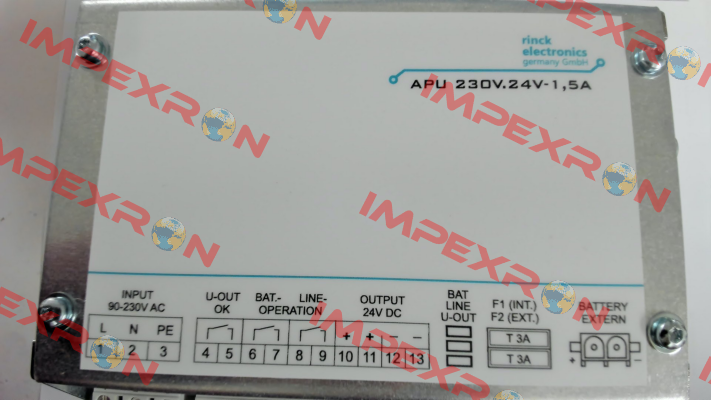 rinck
electronics
germany GmbH
APU 230V.24V-1,5A
INPUT
90-230V AC
L N PE
1 2 3
U-OUT
OK
BAT.- LINE-
OPERATION
4 5 6 7 8 9
OUTPUT
24V DC
+ + - -
10 11 12 13
BAT
LINE
U-OUT
F1 (INT.)
F2 (EXT.)
T 3A
T 3A
BATTERY
EXTERN
+ -
IMPEXRON
IMPEXRON
IMPEXRON
IMPEXRON
IMPEXRON
IMPEXRON
IMPEXRON